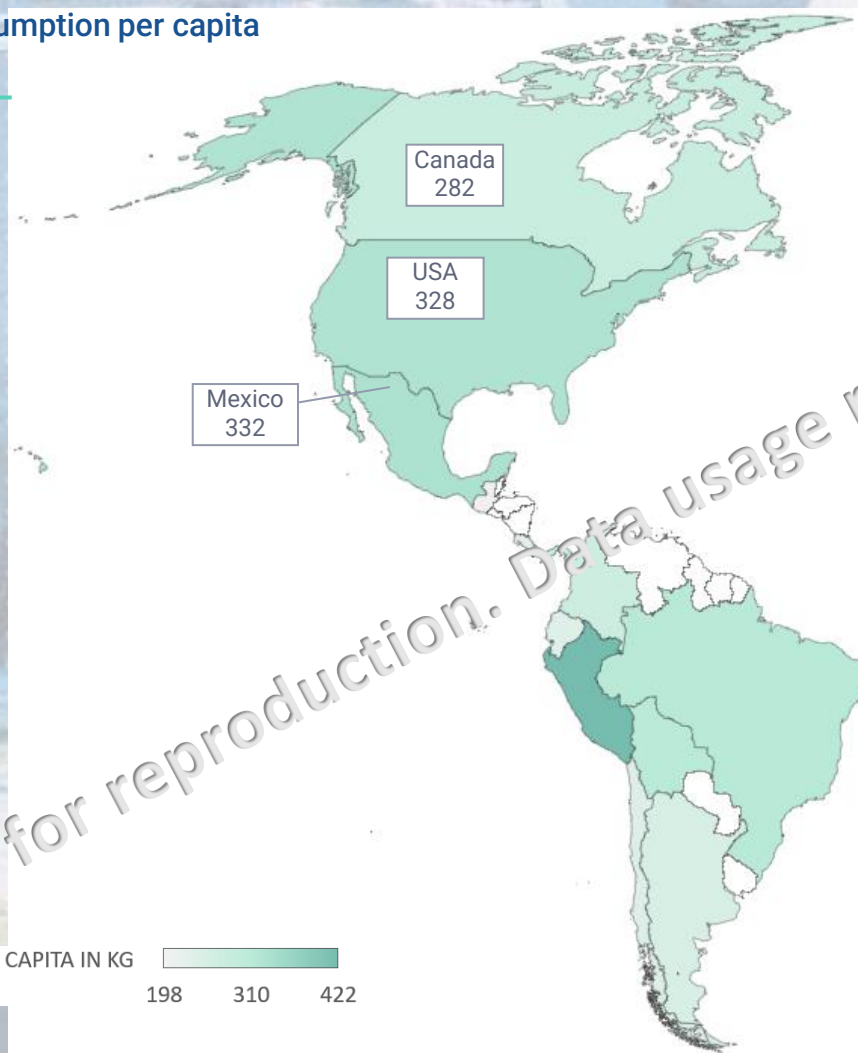 umption per capita
Canada
282
USA
328
Mexico
332
for reproduction. Data usage
CAPITA IN KG
198 310 422